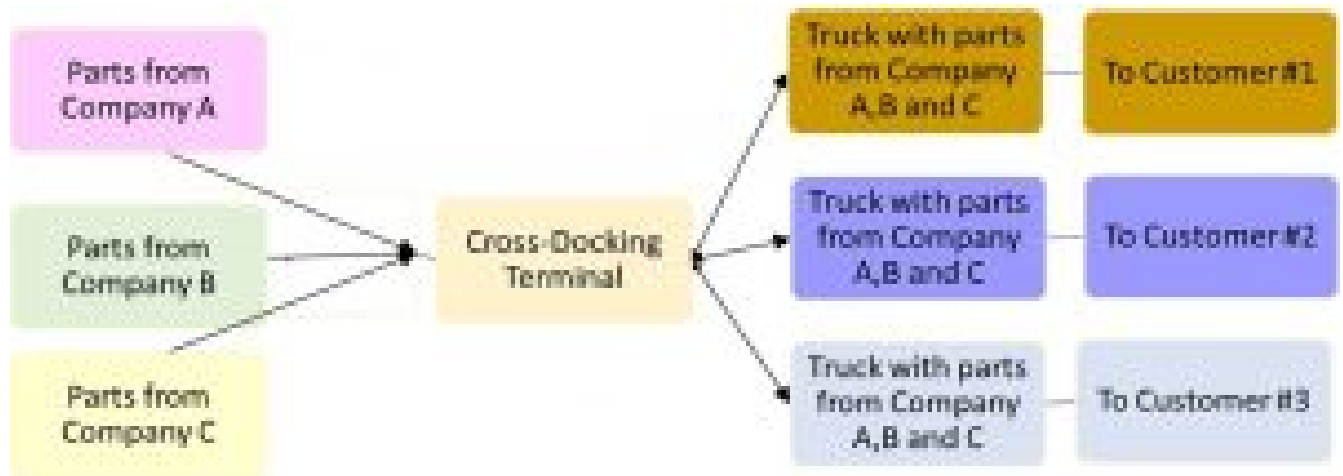 Parts from
Company A
Parts from
Company B
Parts from
Company C
Cross-Docking
Terminal
Truck with parts
from Company
A,B and C
To Customer #1
Truck with parts
from Company
A,B and C
To Customer #2
Truck with parts
from Company
A,B and C
To Customer #3